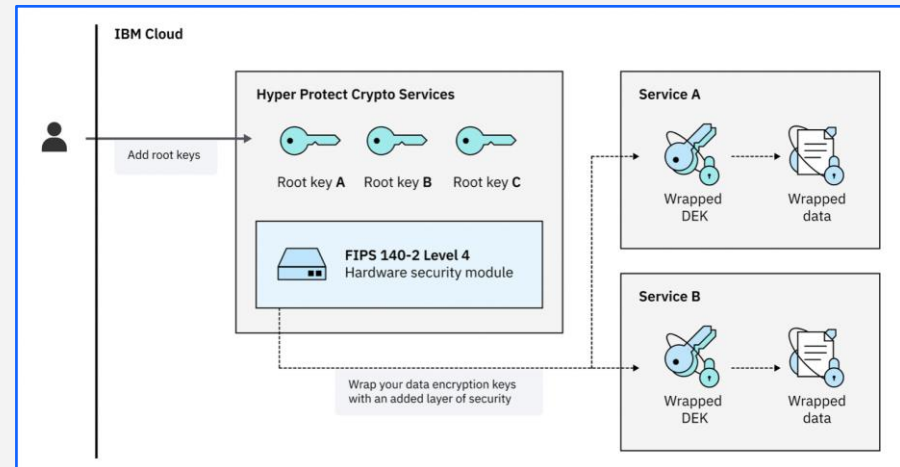 IBM Cloud
Hyper Protect Crypto Services
Add root keys
Root key A
Root key B
Root key C
FIPS 140-2 Level 4
Hardware security module
Wrap your data encryption keys
with an added layer of security
Service A
Wrapped
DEK
Wrapped
data
Service B
Wrapped
DEK
Wrapped
data